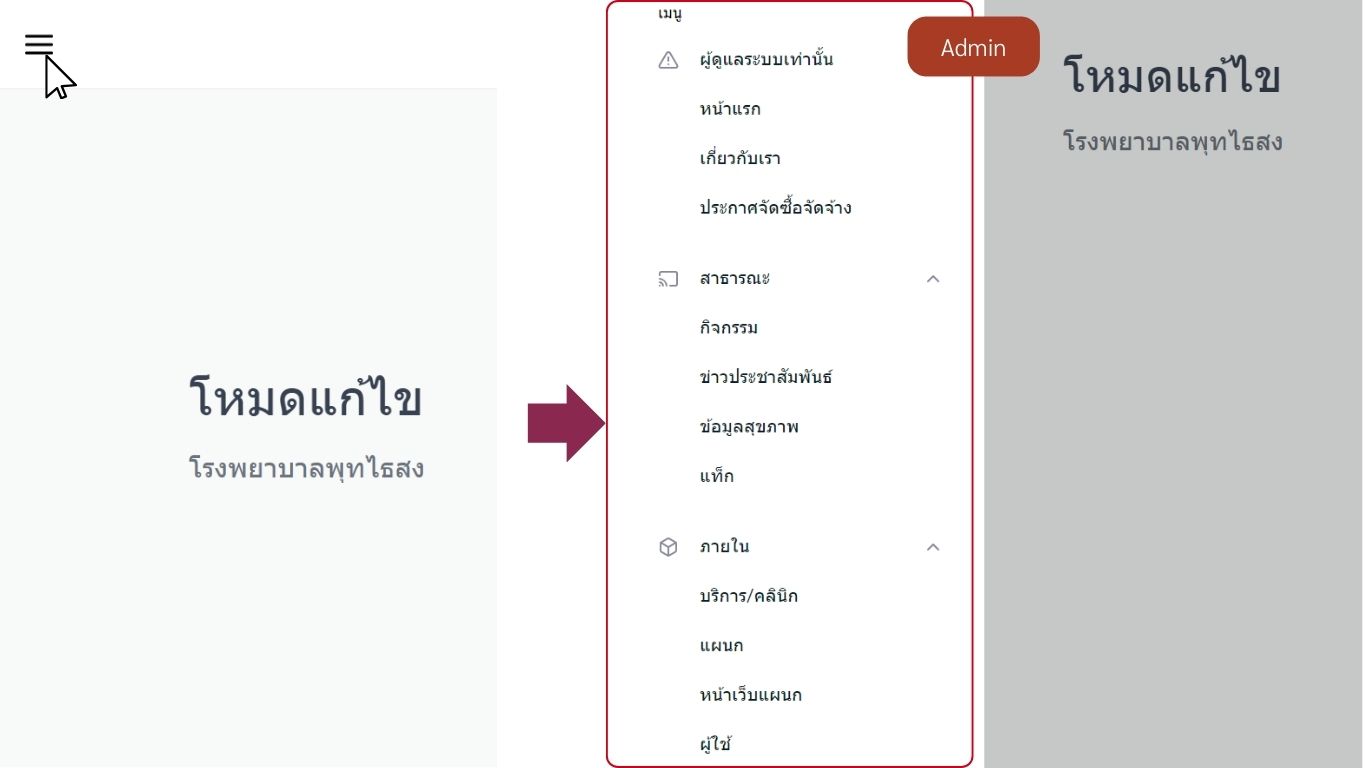 โหมดแก้ไข
โรงพยาบาลพุทไธสง
เมนู
ผู้ดูแลระบบเท่านั้น
หน้าแรก
เกี่ยวกับเรา
ประกาศจัดซื้อจัดจ้าง
สาธารณะ
กิจกรรม
ข่าวประชาสัมพันธ์
ข้อมูลสุขภาพ
แท็ก
ภายใน
บริการ/คลินิก
แผนก
หน้าเว็บแผนก
ผู้ใช้
Admin
โหมดแก้ไข
โรงพยาบาลพุทไธสง